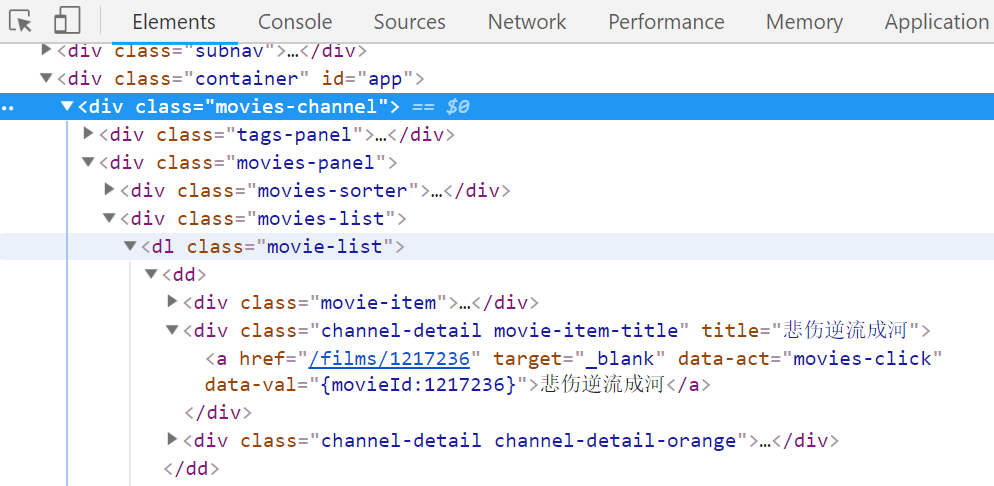 Elements Console Sources Network Performance Memory Application
<div class="subnav">…</div>
<div class="container" id="app">
<div class="movies-channel"> == $0
<div class="tags-panel">…</div>
<div class="movies-panel">
<div class="movies-sorter">…</div>
<div class="movies-list">
<dl class="movie-list">
<dd>
<div class="movie-item">…</div>
<div class="channel-detail movie-item-title" title="悲伤逆流成河">
<a href="/films/1217236" target="_blank" data-act="movies-click"
data-val="{movieId:1217236}">悲伤逆流成河</a>
</div>
<div class="channel-detail channel-detail-orange">…</div>
</dd>